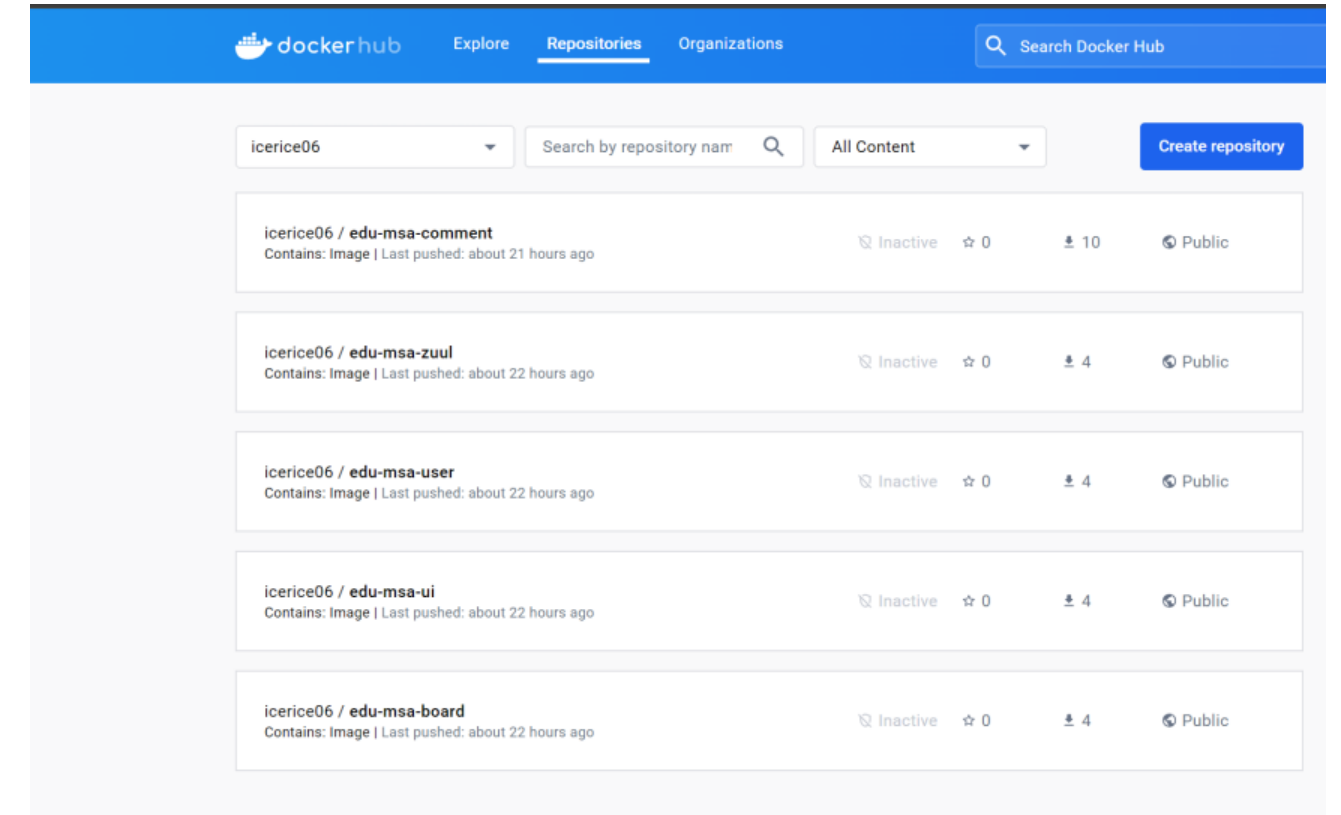 dockerhub Explore Repositories Organizations Search Docker Hub
icerice06 Search by repository nam All Content Create repository
icerice06 / edu-msa-comment
Contains: Image | Last pushed: about 21 hours ago
Inactive 0 10 Public
icerice06 / edu-msa-zuul
Contains: Image | Last pushed: about 22 hours ago
Inactive 0 4 Public
icerice06 / edu-msa-user
Contains: Image | Last pushed: about 22 hours ago
Inactive 0 4 Public
icerice06 / edu-msa-ui
Contains: Image | Last pushed: about 22 hours ago
Inactive 0 4 Public
icerice06 / edu-msa-board
Contains: Image | Last pushed: about 22 hours ago
Inactive 0 4 Public